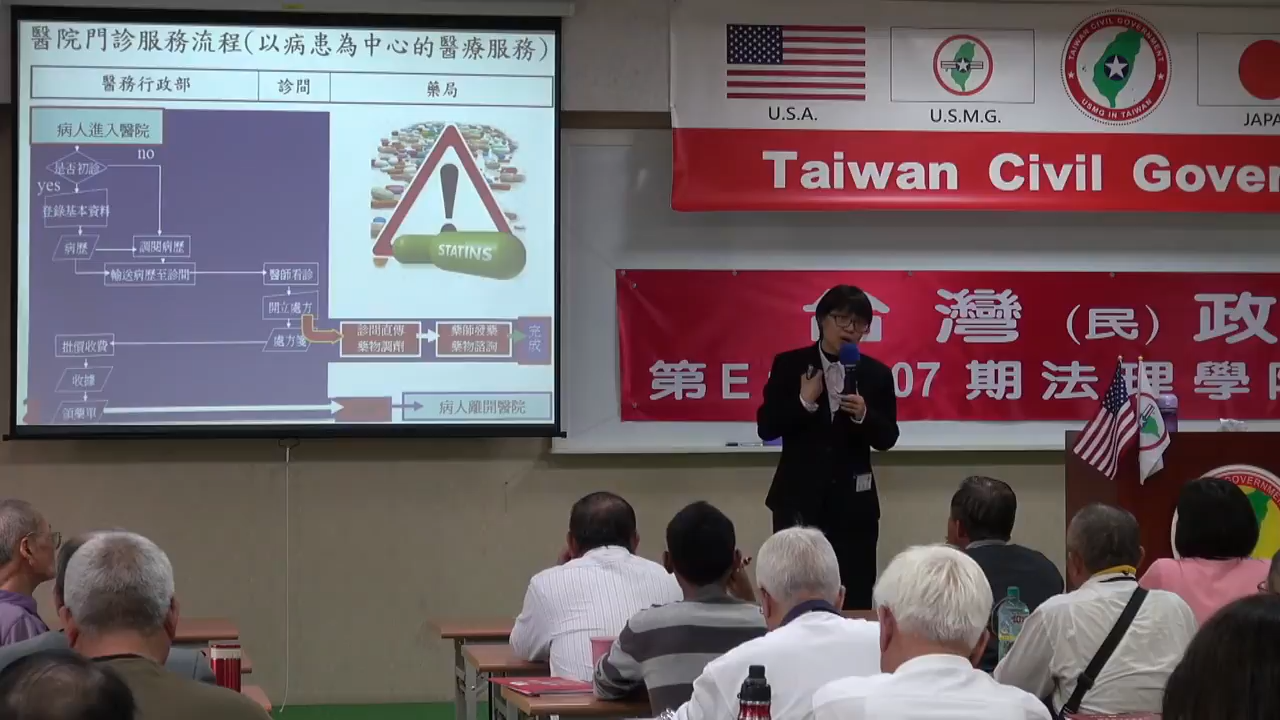 醫院門診服務流程(以病患為中心的醫療服務)
醫務行政部 診間 藥局
病人進入醫院
no
是否初診
yes
登錄基本資料
病歷 調閱病歷
輸送病歷至診間 醫師看診
開立處方
處方箋
診間直傳
藥物調劑
藥師發藥
藥物諮詢
完成
批價收費
收據
領藥單
病人離開醫院
STATINS
U.S.A.
U.S.M.G.
TAIWAN CIVIL GOVERNMENT
USMG IN TAIWAN
JAPA
Taiwan Civil Gover
台灣(民)政
第E 07期法理學
GOVERNMENT